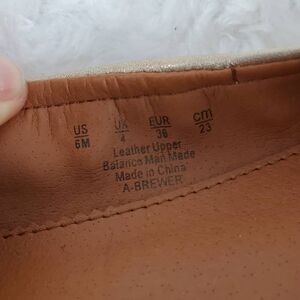 US UK EUR cm
6M 4 36 23
Leather Upper
Balance Man Made
Made in China
A-BREWER